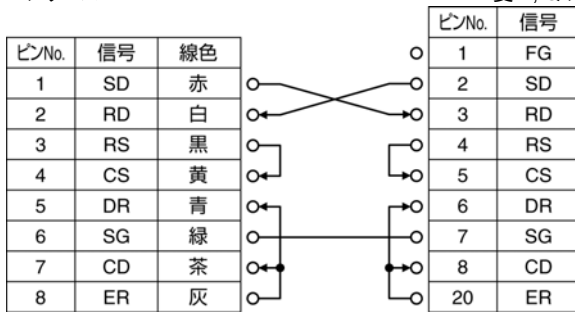 ピンNo. 信号
ピンNo. 信号 線色 1 FG
1 SD 赤 2 SD
2 RD 白 3 RD
3 RS 黒 4 RS
4 CS 黄 5 CS
5 DR 青 6 DR
6 SG 緑 7 SG
7 CD 茶 8 CD
8 ER 灰 20 ER